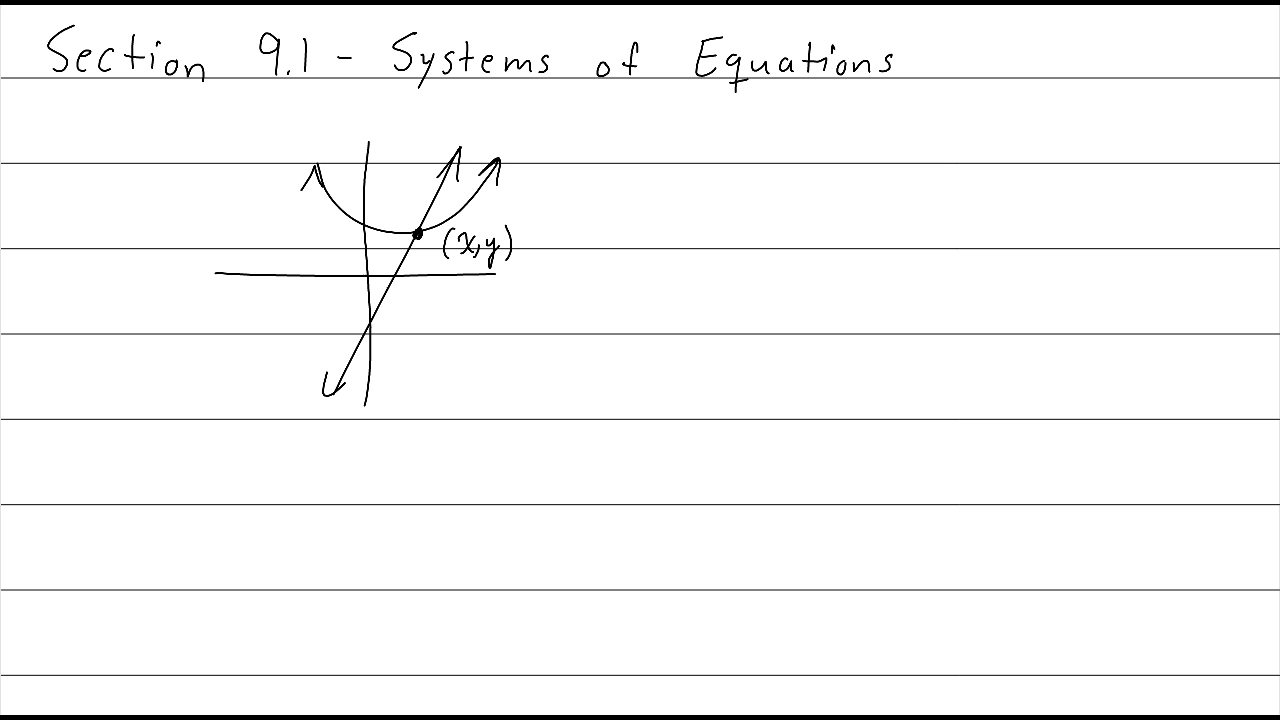 Section 9.1 - Systems of Equations
(x,y)